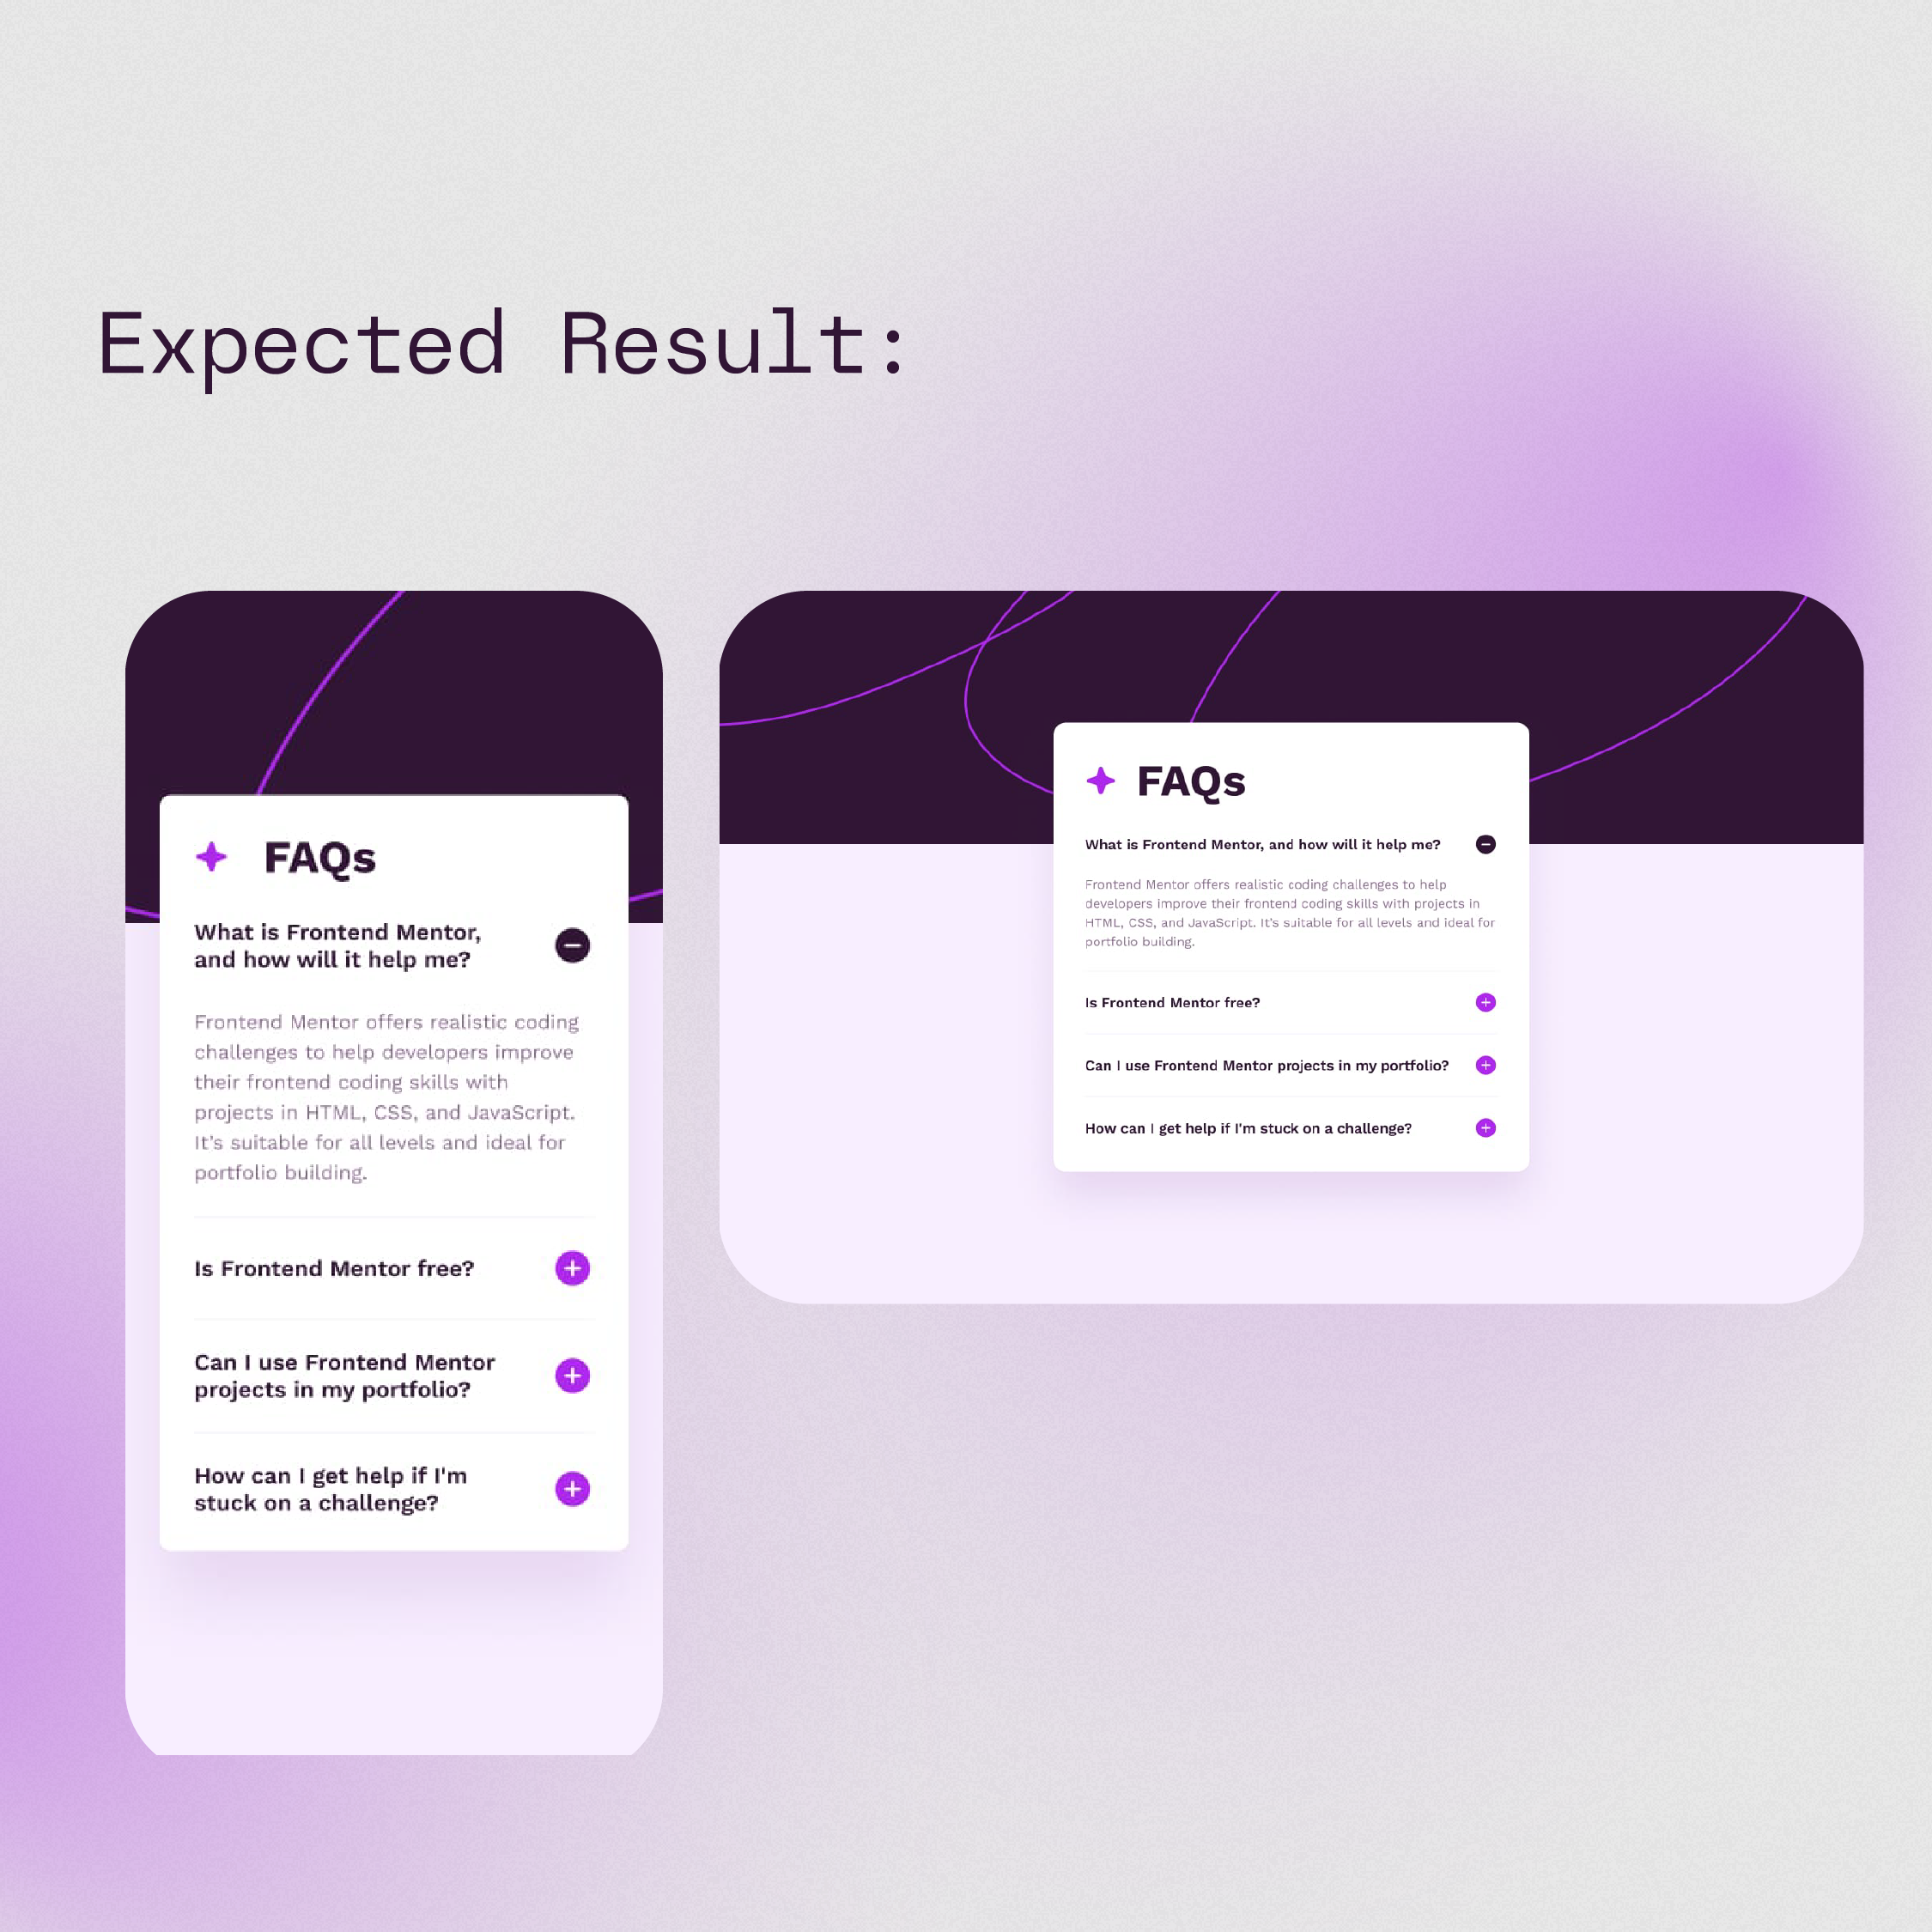 Expected Result:
FAQs
What is Frontend Mentor,
and how will it help me?
Frontend Mentor offers realistic coding
challenges to help developers improve
their frontend coding skills with
projects in HTML, CSS, and JavaScript.
It’s suitable for all levels and ideal for
portfolio building.
Is Frontend Mentor free?
Can I use Frontend Mentor
projects in my portfolio?
How can I get help if I'm
stuck on a challenge?
FAQs
What is Frontend Mentor, and how will it help me?
Frontend Mentor offers realistic coding challenges to help
developers improve their frontend coding skills with projects in
HTML, CSS, and JavaScript. It’s suitable for all levels and ideal for
portfolio building.
Is Frontend Mentor free?
Can I use Frontend Mentor projects in my portfolio?
How can I get help if I'm stuck on a challenge?